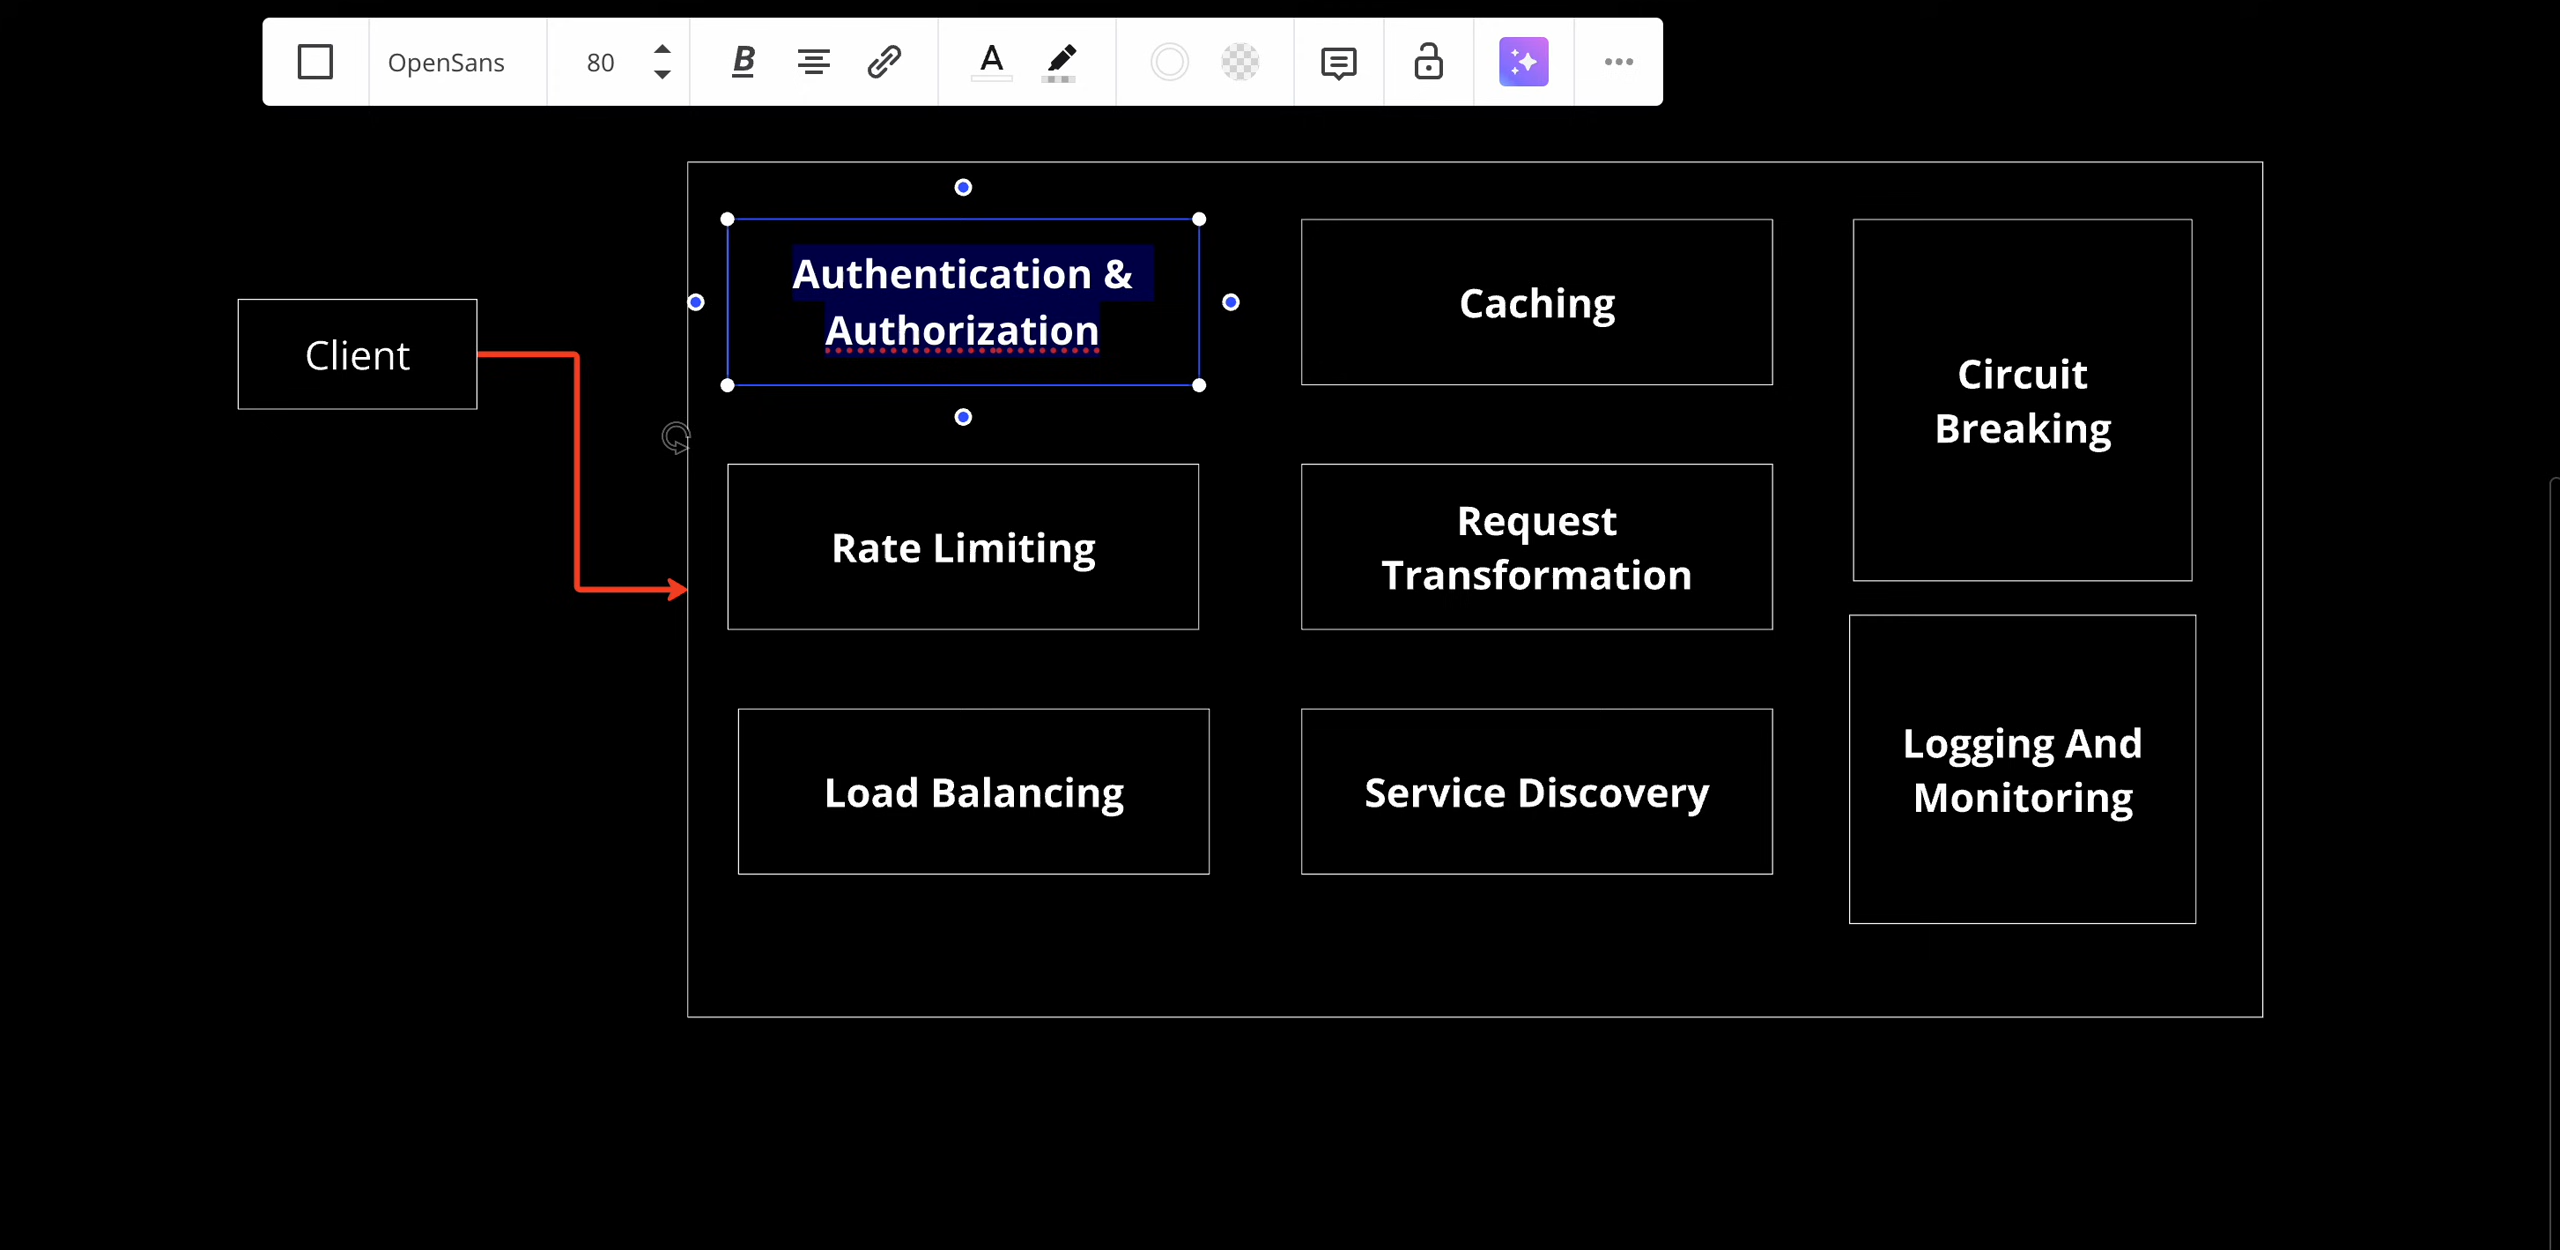 OpenSans
80
B
A
Authentication &
Authorization
Caching
Circuit
Breaking
Client
Rate Limiting
Request
Transformation
Load Balancing
Service Discovery
Logging And
Monitoring